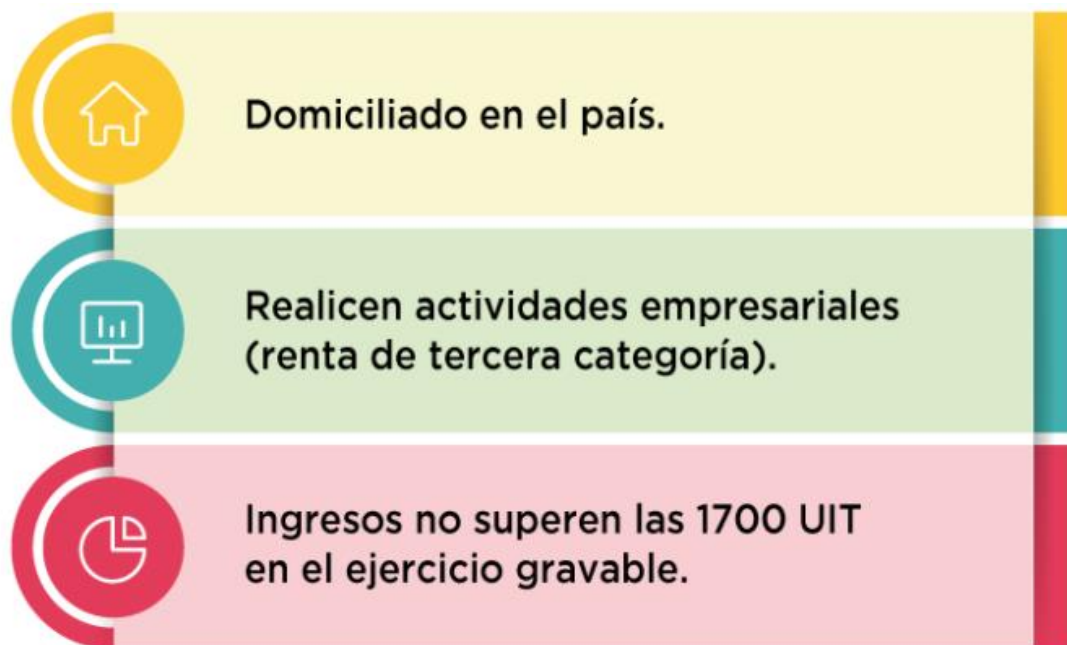 Domiciliado en el país.
Realicen actividades empresariales
(renta de tercera categoría).
Ingresos no superen las 1700 UIT
en el ejercicio gravable.